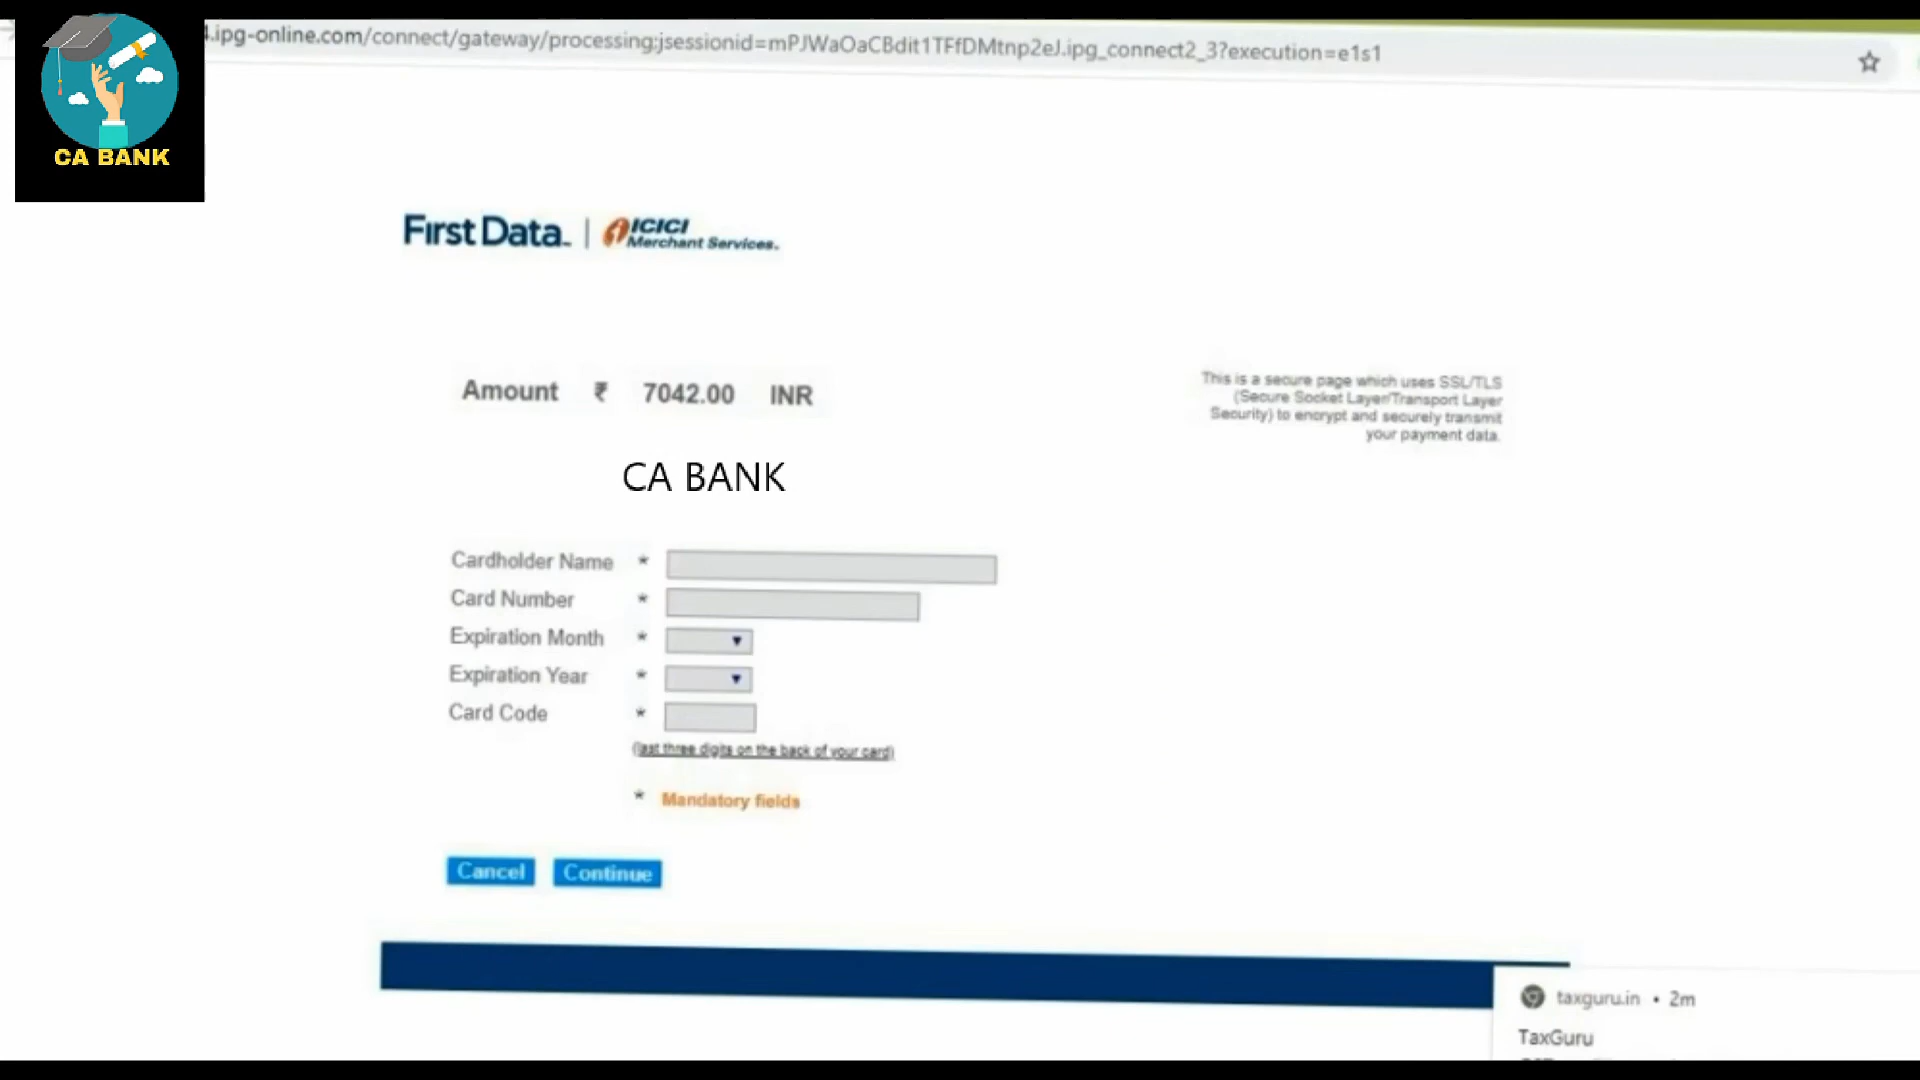 4.ipg-online.com/connect/gateway/processing;jsessionid=mPJWaOaCBdit1TFfDMtnp2eJ.ipg_connect2_3?execution=e1s1
CA BANK
First Data. | ICICI Merchant Services.
Amount ₹ 7042.00 INR
This is a secure page which uses SSL/TLS
(Secure Socket Layer/Transport Layer
Security) to encrypt and securely transmit
your payment data.
CA BANK
Cardholder Name *
Card Number *
Expiration Month *
Expiration Year *
Card Code *
(last three digits on the back of your card)
* Mandatory fields
Cancel Continue
taxguru.in • 2m
TaxGuru